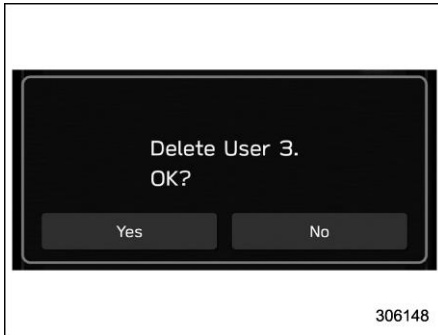 Delete User 3.
OK?
Yes
No
306148